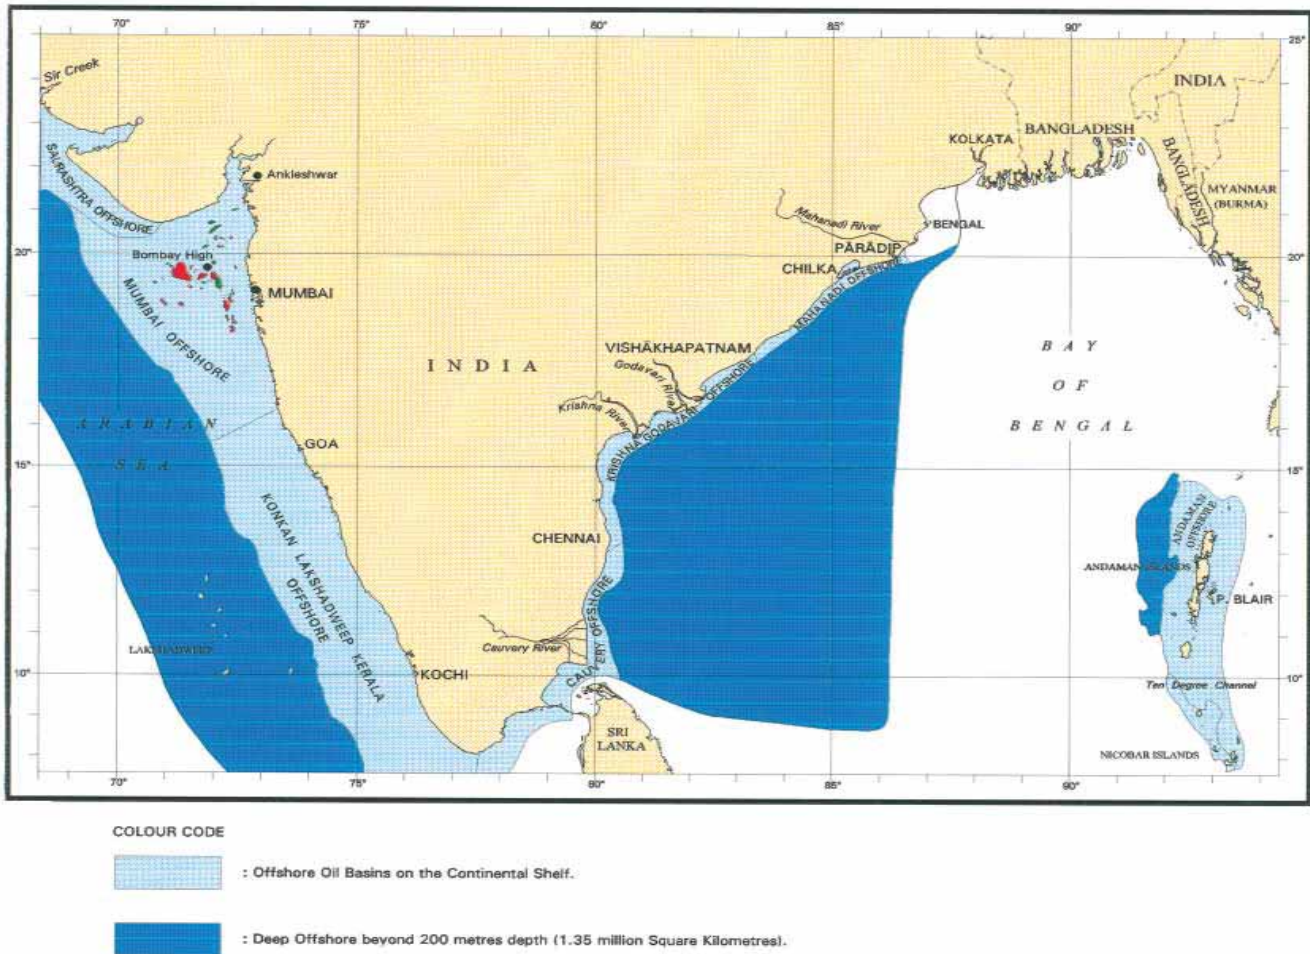 70°
75°
80°
85°
90°
25°
25°
Sir Creek
INDIA
KOLKATA
BANGLADESH
BANGLADESH
Ankleshwar
MYANMAR
(BURMA)
SAURASHTRA OFFSHORE
Mahanadi River
BENGAL
20°
Bombay High
PĀRĀDIP
20°
CHILKA
MAHANADI OFFSHORE
MUMBAI
MUMBAI OFFSHORE
VISHĀKHAPATNAM
BAY
INDIA
Godavari River
OF
Krishna River
KRISHNA GODAVARI OFFSHORE
BENGAL
ARABIAN
GOA
SEA
15°
15°
KONKAN LAKSHADWEEP KERALA
OFFSHORE
CHENNAI
ANDAMAN
OFFSHORE
ANDAMAN ISLANDS
P. BLAIR
CAUVERY OFFSHORE
LAKSHADWEEP
Cauvery River
10°
KOCHI
10°
Ten Degree Channel
SRI
LANKA
NICOBAR ISLANDS
70°
75°
80°
85°
90°
COLOUR CODE
: Offshore Oil Basins on the Continental Shelf.
: Deep Offshore beyond 200 metres depth (1.35 million Square Kilometres).